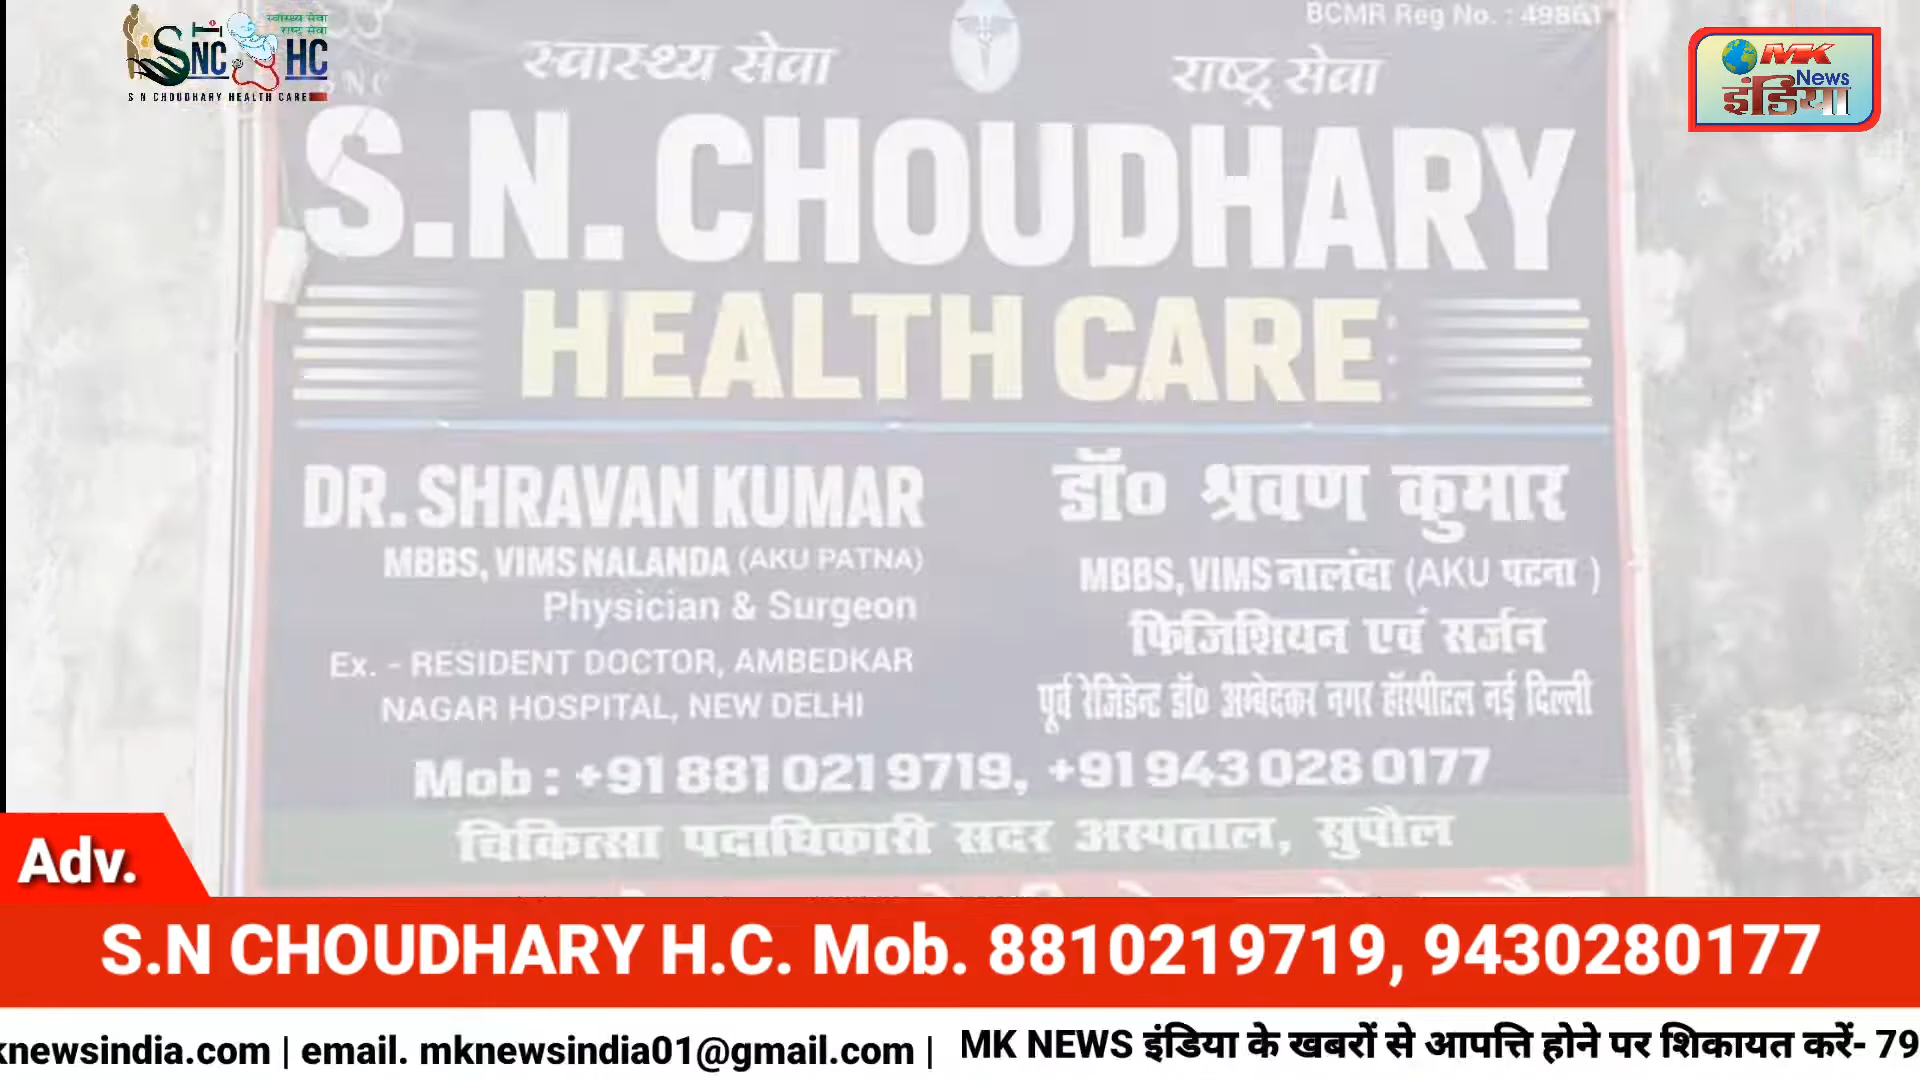 स्वास्थ्य सेवा
राष्ट्र सेवा
SNC HC
S N CHOUDHARY HEALTH CARE
BCMR Reg No. : 49861
MK
News
इंडिया
स्वास्थ्य सेवा
राष्ट्र सेवा
S.N. CHOUDHARY
HEALTH CARE
DR. SHRAVAN KUMAR
MBBS, VIMS NALANDA (AKU PATNA)
Physician & Surgeon
Ex. - RESIDENT DOCTOR, AMBEDKAR
NAGAR HOSPITAL, NEW DELHI
डॉ० श्रवण कुमार
MBBS, VIMS नालंदा (AKU पटना )
फिजिशियन एवं सर्जन
पूर्व रेजिडेन्ट डॉ० अम्बेदकर नगर हॉस्पीटल नई दिल्ली
Mob : +91 881 021 9719, +91 943 028 0177
चिकित्सा पदाधिकारी सदर अस्पताल, सुपौल
Adv.
S.N CHOUDHARY H.C. Mob. 8810219719, 9430280177
knewsindia.com | email. mknewsindia01@gmail.com | MK NEWS इंडिया के खबरों से आपत्ति होने पर शिकायत करें- 79